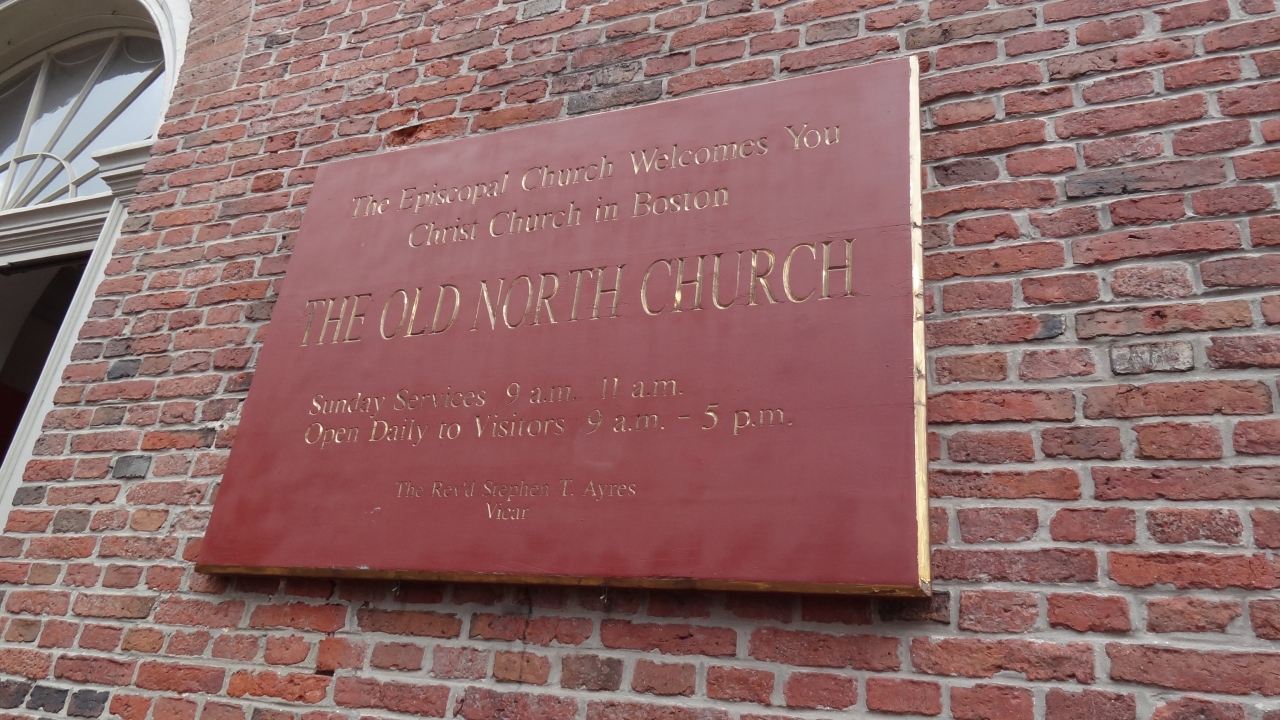 The Episcopal Church Welcomes You
Christ Church in Boston
THE OLD NORTH CHURCH
Sunday Services 9 a.m. 11 a.m.
Open Daily to Visitors 9 a.m. - 5 p.m.
The Rev'd Stephen T. Ayres
Vicar